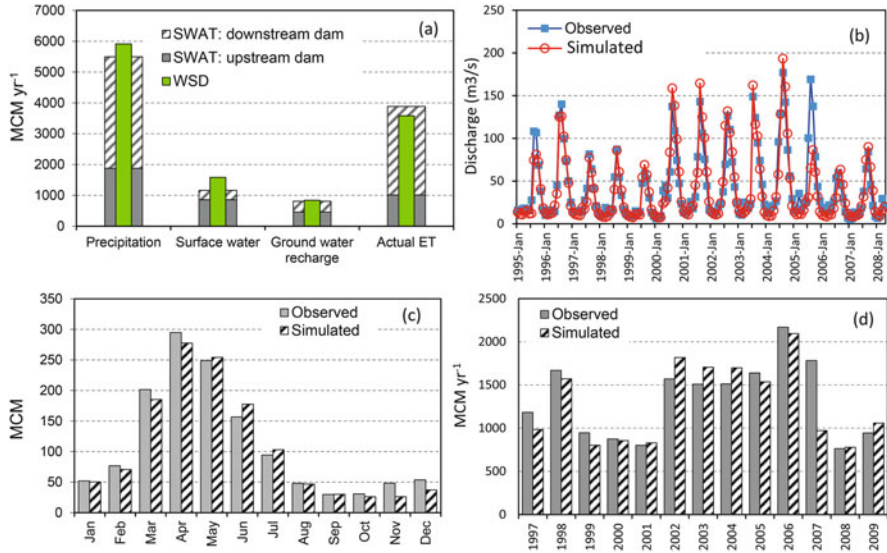 (a)
SWAT: downstream dam
SWAT: upstream dam
WSD
MCM yr-1
7000
6000
5000
4000
3000
2000
1000
0
Precipitation
Surface water
Ground water recharge
Actual ET
(b)
Observed
Simulated
Discharge (m3/s)
250
200
150
100
50
0
1995-Jan
1996-Jan
1997-Jan
1998-Jan
1999-Jan
2000-Jan
2001-Jan
2002-Jan
2003-Jan
2004-Jan
2005-Jan
2006-Jan
2007-Jan
2008-Jan
(c)
Observed
Simulated
MCM
350
300
250
200
150
100
50
0
Jan
Feb
Mar
Apr
May
Jun
Jul
Aug
Sep
Oct
Nov
Dec
(d)
Observed
Simulated
MCM yr-1
2500
2000
1500
1000
500
0
1997
1998
1999
2000
2001
2002
2003
2004
2005
2006
2007
2008
2009